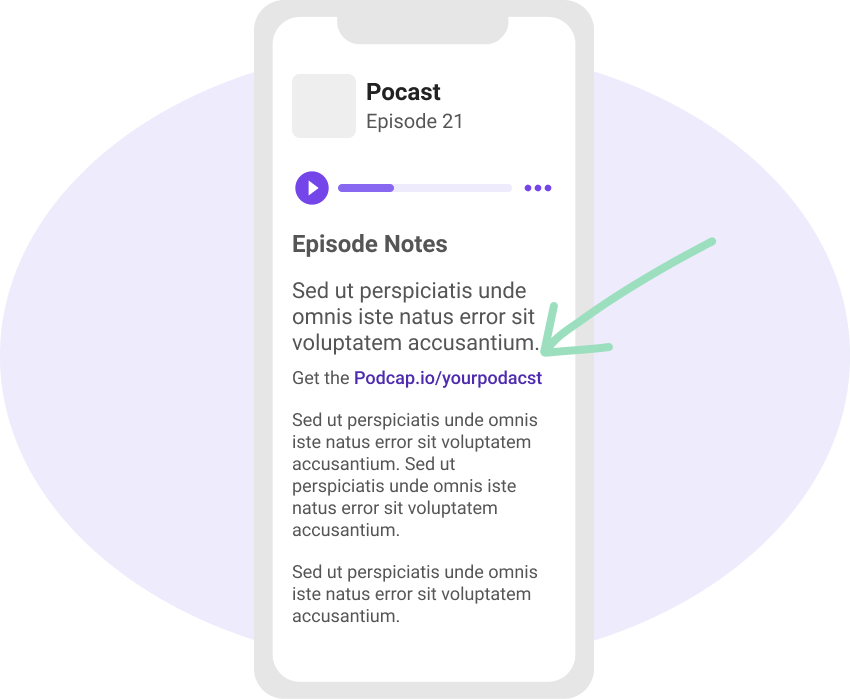 Pocast
Episode 21
Episode Notes
Sed ut perspiciatis unde
omnis iste natus error sit
voluptatem accusantium.
Get the Podcap.io/yourpodacst
Sed ut perspiciatis unde omnis
iste natus error sit voluptatem
accusantium. Sed ut
perspiciatis unde omnis iste
natus error sit voluptatem
accusantium.
Sed ut perspiciatis unde omnis
iste natus error sit voluptatem
accusantium.